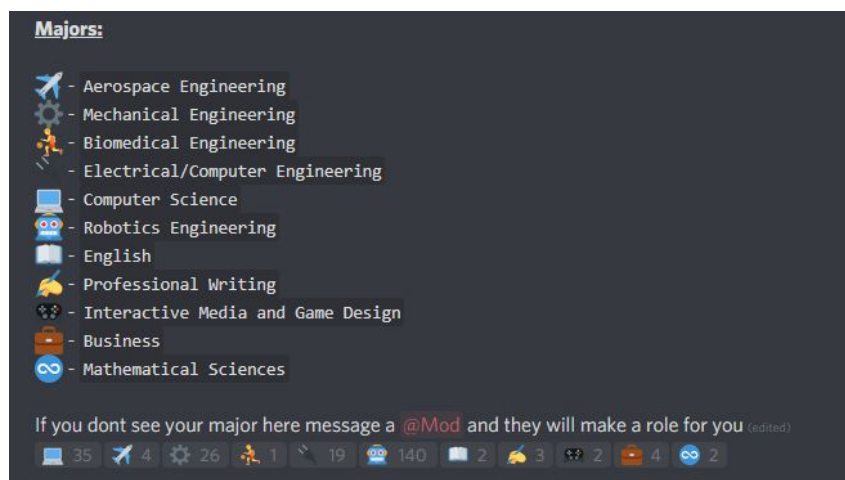 Majors:
✈️ - Aerospace Engineering
⚙️ - Mechanical Engineering
⛹️ - Biomedical Engineering
🔌 - Electrical/Computer Engineering
💻 - Computer Science
🤖 - Robotics Engineering
📖 - English
✍️ - Professional Writing
🎮 - Interactive Media and Game Design
💼 - Business
♾️ - Mathematical Sciences
If you dont see your major here message a @Mod and they will make a role for you (edited)
💻 35 ✈️ 4 ⚙️ 26 ⛹️ 1 🔌 19 🤖 140 📖 2 ✍️ 3 🎮 2 💼 4 ♾️ 2